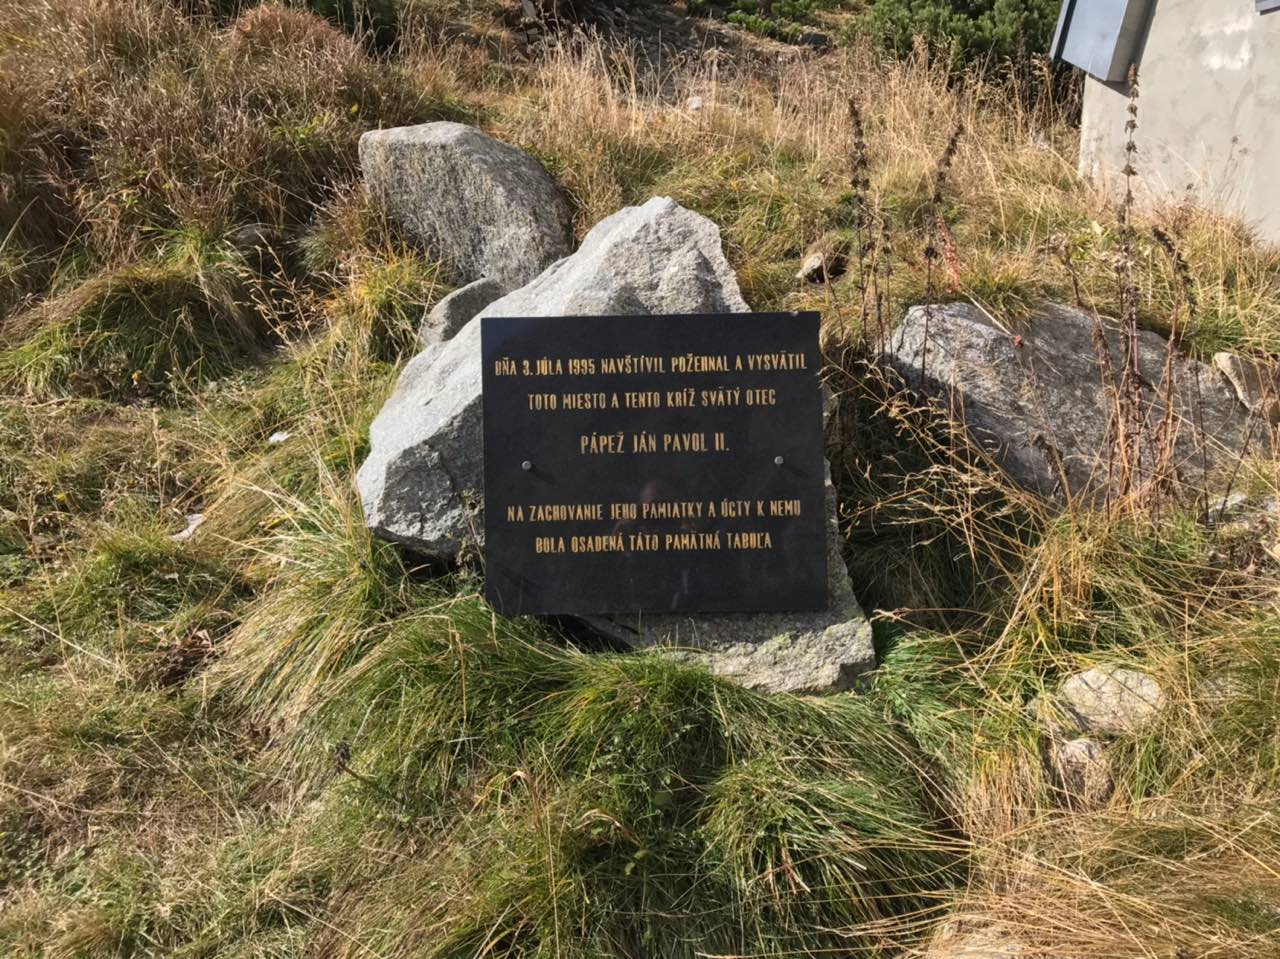 DŇA 3. JÚLA 1995 NAVŠTÍVIL POŽEHNAL A VYSVÄTIL
TOTO MIESTO A TENTO KRÍŽ SVÄTÝ OTEC
PÁPEŽ JÁN PAVOL II.
NA ZACHOVANIE JEHO PAMIATKY A ÚCTY K NEMU
BOLA OSADENÁ TÁTO PAMÄTNÁ TABUĽA